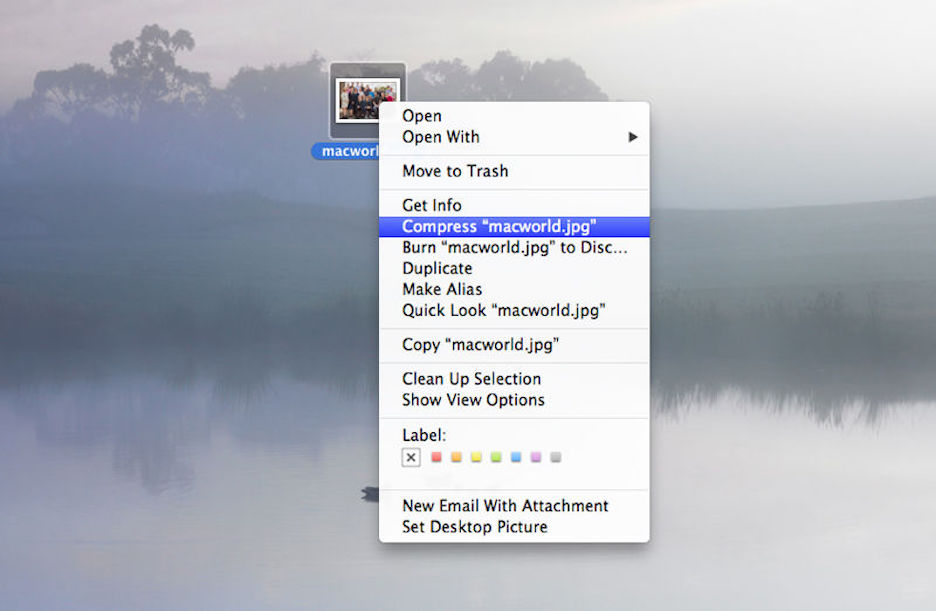 macworl
Open
Open With
Move to Trash
Get Info
Compress “macworld.jpg”
Burn “macworld.jpg” to Disc...
Duplicate
Make Alias
Quick Look “macworld.jpg”
Copy “macworld.jpg”
Clean Up Selection
Show View Options
Label:
New Email With Attachment
Set Desktop Picture